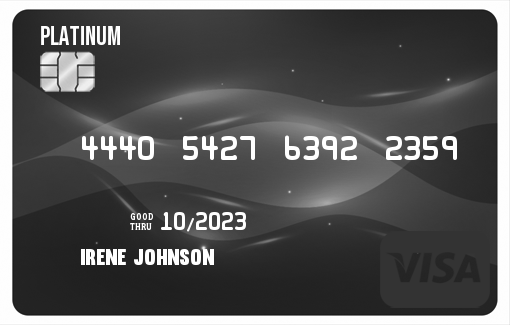 PLATINUM
4440 5427 6392 2359
GOOD
THRU 10/2023
IRENE JOHNSON
VISA